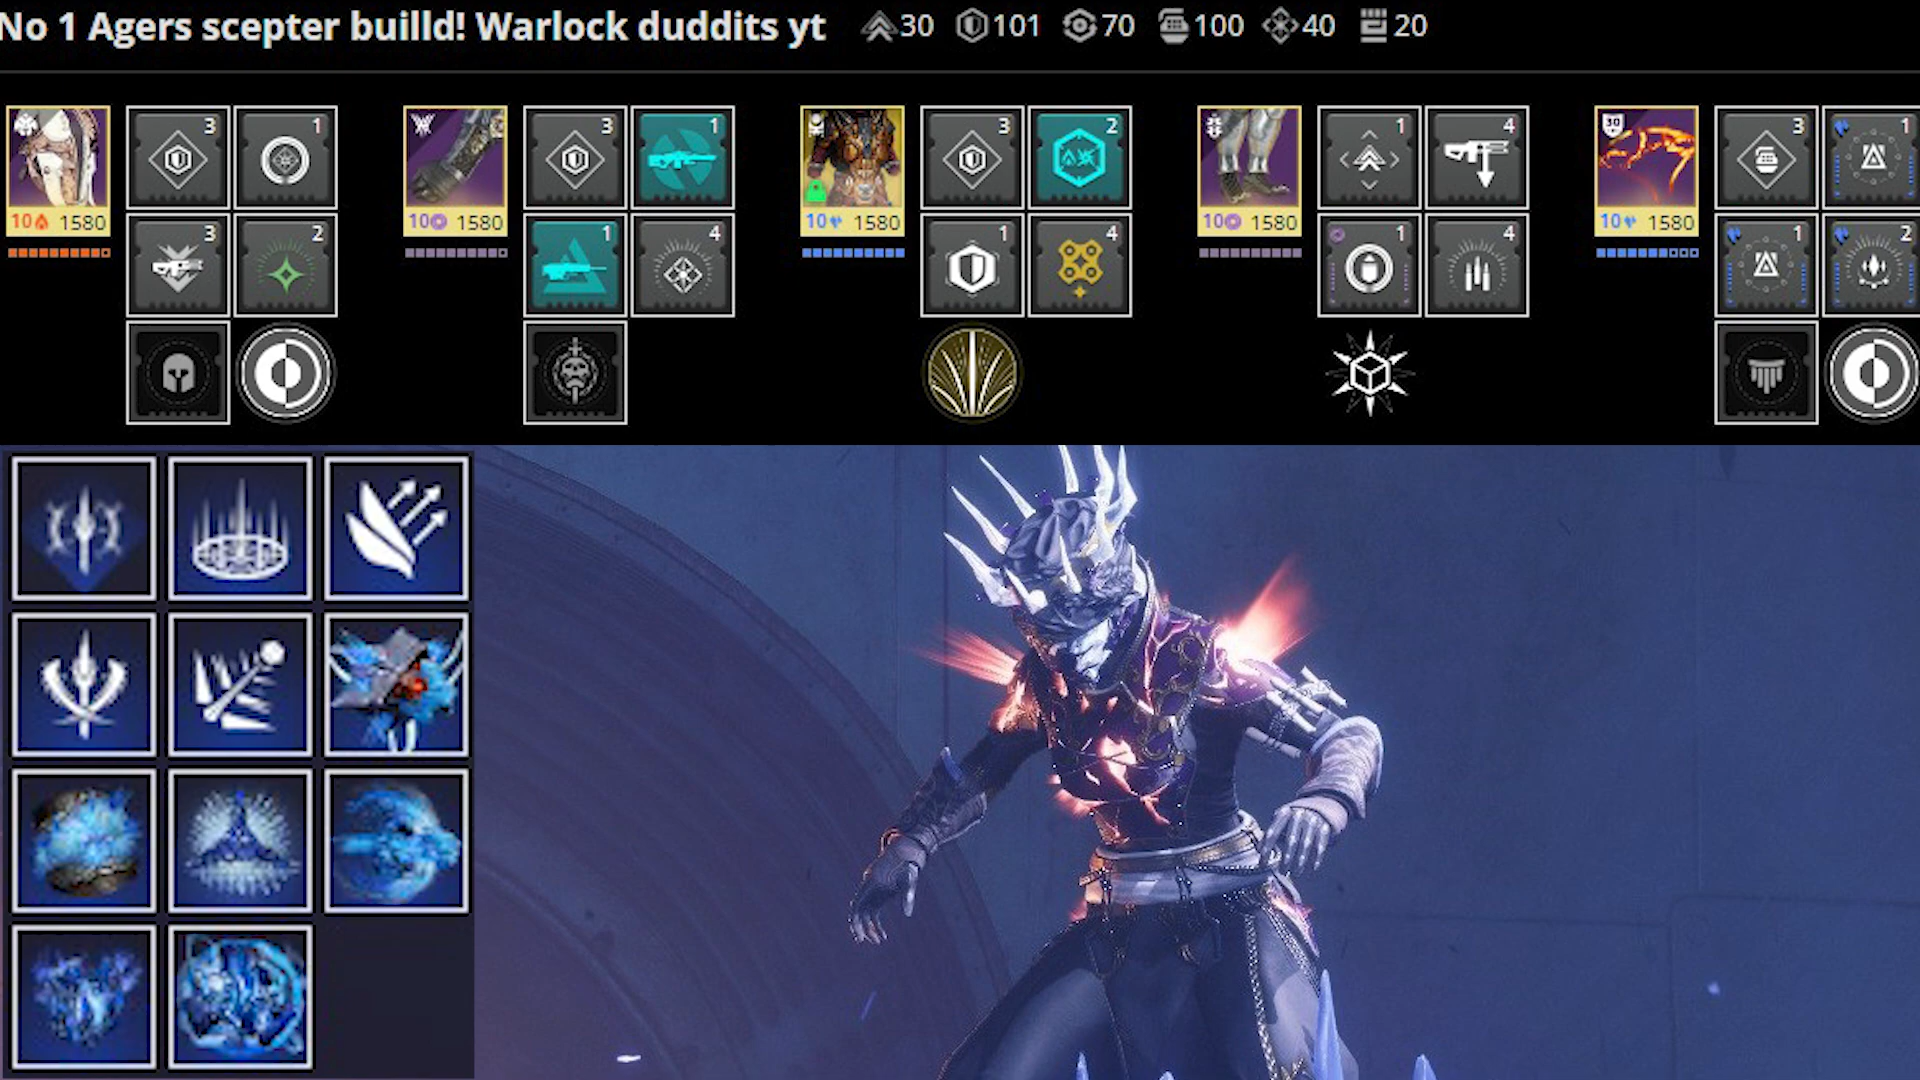 No 1 Agers scepter builld! Warlock duddits yt 30 101 70 100 40 20
3 1 3 1 3 2 1 4 30 3 1
10 1580 10 1580 10 1580 10 1580 10 1580
3 2 1 4 1 4 1 4 1 2